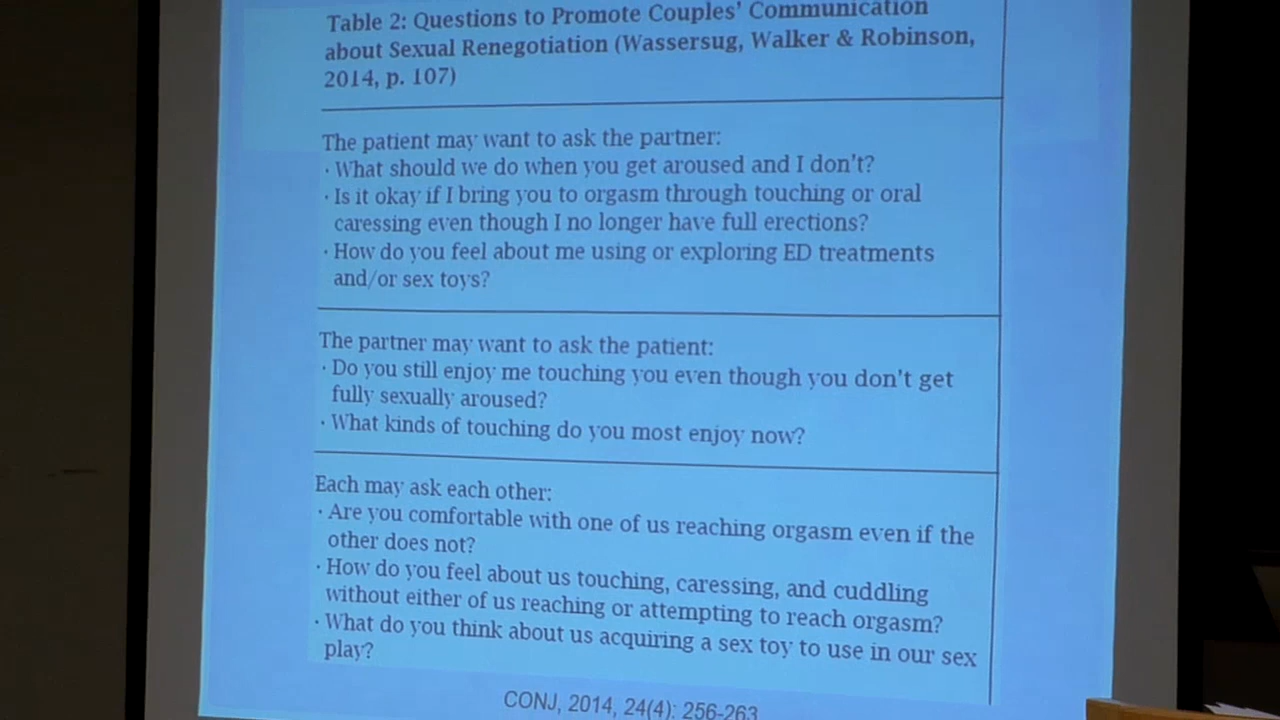 Table 2: Questions to Promote Couples' Communication
about Sexual Renegotiation (Wassersug, Walker & Robinson,
2014, p. 107)
The patient may want to ask the partner:
· What should we do when you get aroused and I don't?
· Is it okay if I bring you to orgasm through touching or oral
caressing even though I no longer have full erections?
· How do you feel about me using or exploring ED treatments
and/or sex toys?
The partner may want to ask the patient:
· Do you still enjoy me touching you even though you don't get
fully sexually aroused?
· What kinds of touching do you most enjoy now?
Each may ask each other:
· Are you comfortable with one of us reaching orgasm even if the
other does not?
· How do you feel about us touching, caressing, and cuddling
without either of us reaching or attempting to reach orgasm?
· What do you think about us acquiring a sex toy to use in our sex
play?
CONJ, 2014, 24(4): 256-263